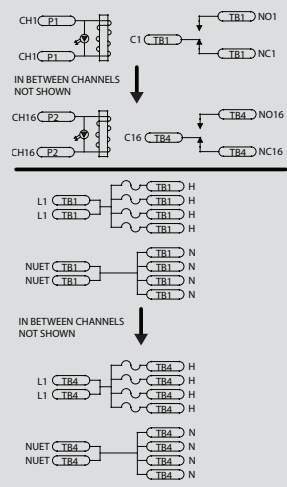 CH1 P1
CH1 P1
C1 TB1
TB1 NO1
TB1 NC1
IN BETWEEN CHANNELS
NOT SHOWN
CH16 P2
CH16 P2
C16 TB4
TB4 NO16
TB4 NC16
L1 TB1
L1 TB1
TB1 H
TB1 H
TB1 H
TB1 H
NUET TB1
NUET TB1
TB1 N
TB1 N
TB1 N
TB1 N
IN BETWEEN CHANNELS
NOT SHOWN
L1 TB4
L1 TB4
TB4 H
TB4 H
TB4 H
TB4 H
NUET TB4
NUET TB4
TB4 N
TB4 N
TB4 N
TB4 N